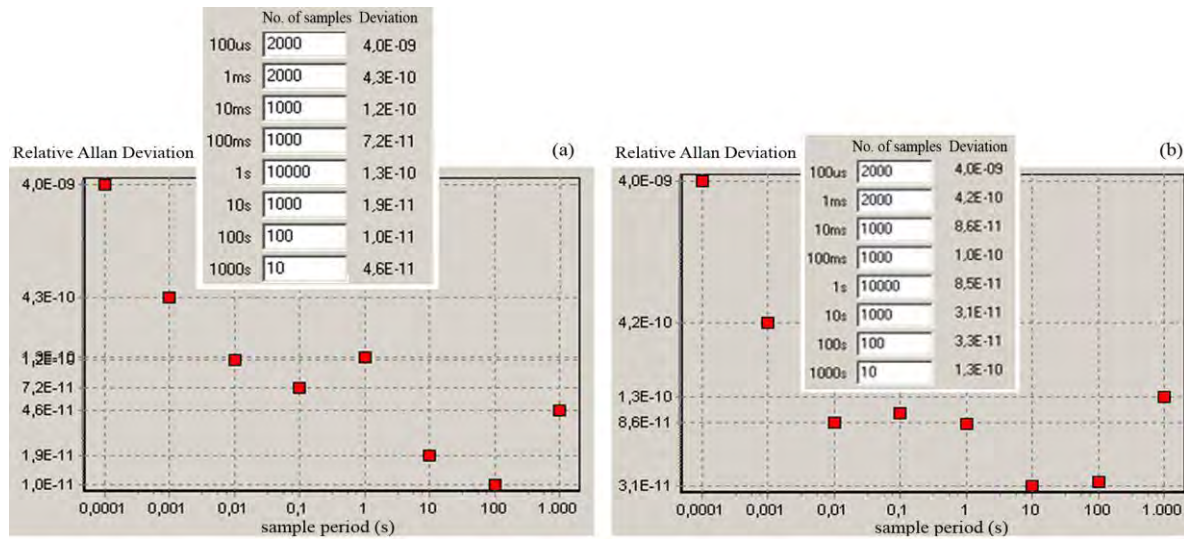 No. of samples Deviation
100us 2000 4,0E-09
1ms 2000 4,3E-10
10ms 1000 1,2E-10
100ms 1000 7,2E-11
1s 10000 1,3E-10
10s 1000 1,9E-11
100s 100 1,0E-11
1000s 10 4,6E-11
Relative Allan Deviation (a)
4,0E-09
4,3E-10
7,2E-11
4,6E-11
1,9E-11
1,0E-11
0,0001 0,001 0,01 0,1 1 10 100 1.000
sample period (s)
No. of samples Deviation
100us 2000 4,0E-09
1ms 2000 4,2E-10
10ms 1000 8,6E-11
100ms 1000 1,0E-10
1s 10000 8,5E-11
10s 1000 3,1E-11
100s 100 3,3E-11
1000s 10 1,3E-10
Relative Allan Deviation (b)
4,0E-09
4,2E-10
1,3E-10
8,6E-11
3,1E-11
0,0001 0,001 0,01 0,1 1 10 100 1.000
sample period (s)